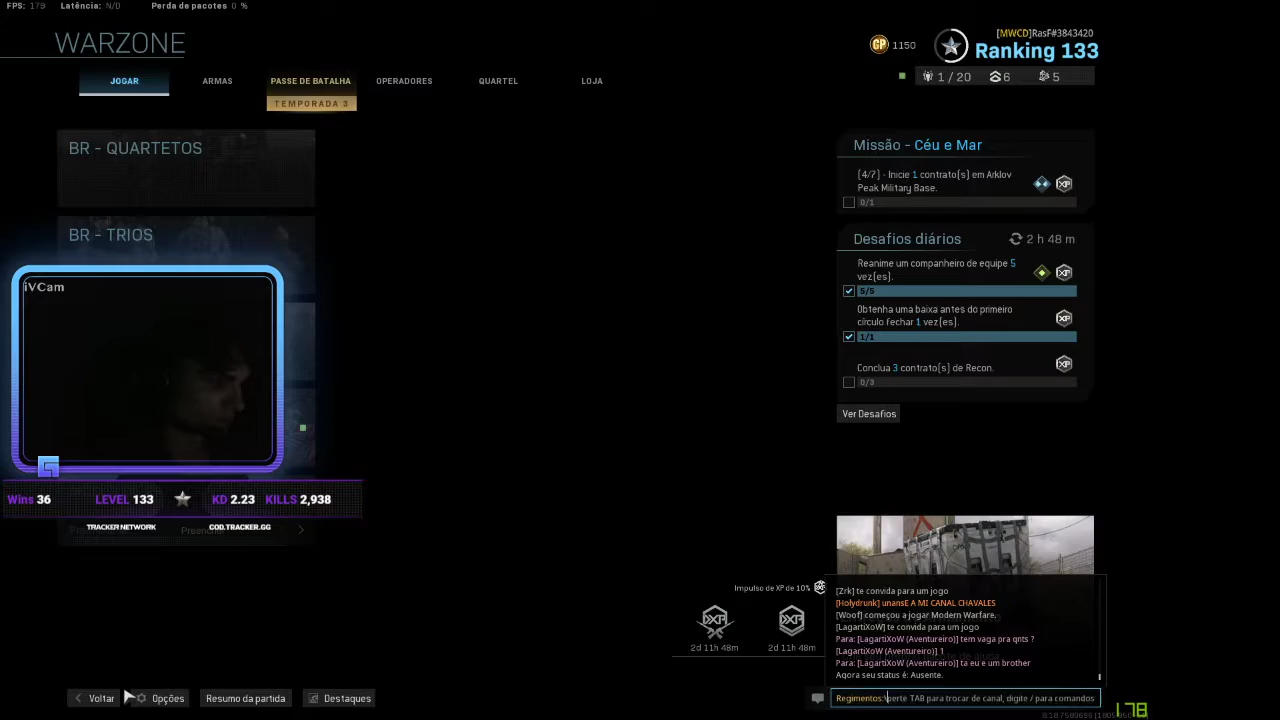 FPS: 179 Latência: N/D Perda de pacotes 0 %
WARZONE
GP 1150
[MWCD]RasF#3843420
Ranking 133
1 / 20 6 5
JOGAR ARMAS PASSE DE BATALHA OPERADORES QUARTEL LOJA
TEMPORADA 3
BR - QUARTETOS
BR - TRIOS
iVCam
Missão - Céu e Mar
(4/7) - Inicie 1 contrato(s) em Arklov
Peak Military Base.
XP
0/1
Desafios diários 2 h 48 m
Reanime um companheiro de equipe 5
vez(es).
XP
5/5
Obtenha uma baixa antes do primeiro
círculo fechar 1 vez(es).
XP
1/1
Conclua 3 contrato(s) de Recon.
XP
0/3
Ver Desafios
Wins 36 LEVEL 133 KD 2.23 KILLS 2,938
TRACKER NETWORK COD.TRACKER.GG
Impulso de XP de 10%
2d 11h 48m 2d 11h 48m
[Zrk] te convida para um jogo
[Holydrunk] unansE A MI CANAL CHAVALES
[Woof] começou a jogar Modern Warfare.
[LagartiXoW] te convida para um jogo
Para: [LagartiXoW (Aventureiro)] tem vaga pra qnts ?
[LagartiXoW (Aventureiro)] 1
Para: [LagartiXoW (Aventureiro)] ta eu e um brother
Agora seu status é: Ausente.
Regimentos: perte TAB para trocar de canal, digite / para comandos
Voltar Opções Resumo da partida Destaques
178